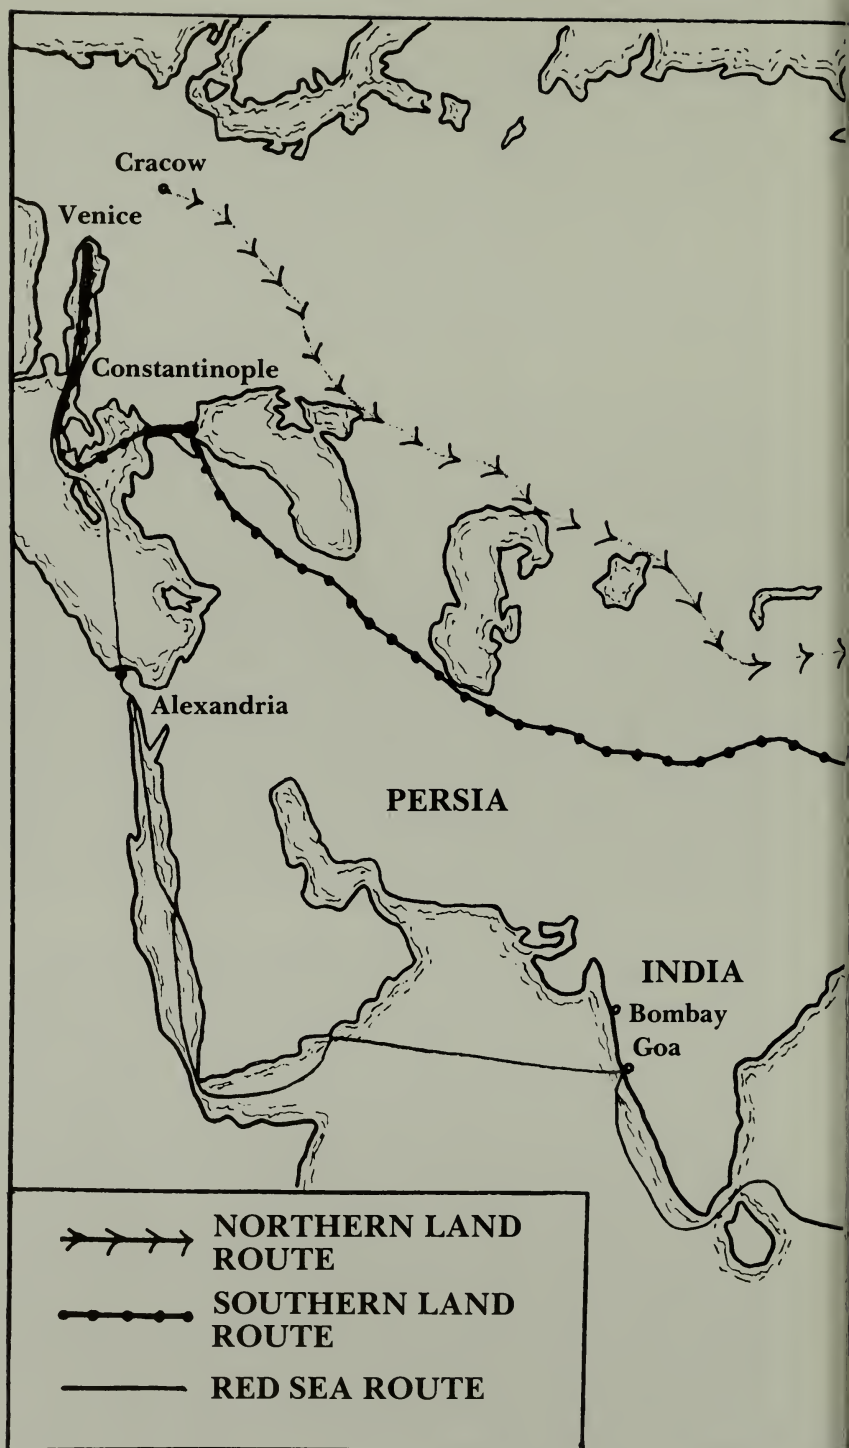 Cracow
Venice
Constantinople
Alexandria
PERSIA
INDIA
Bombay
Goa
NORTHERN LAND
ROUTE
SOUTHERN LAND
ROUTE
RED SEA ROUTE